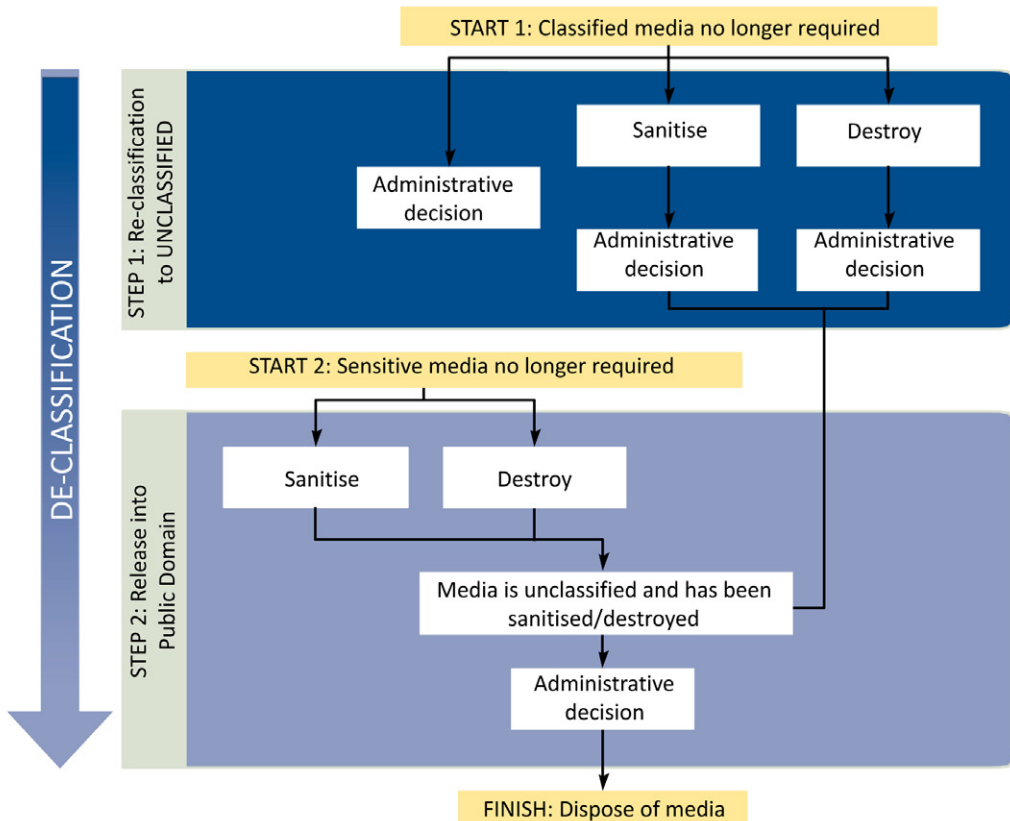 START 1: Classified media no longer required
DE-CLASSIFICATION
STEP 1: Re-classification
to UNCLASSIFIED
Sanitise
Destroy
Administrative
decision
Administrative
decision
Administrative
decision
START 2: Sensitive media no longer required
STEP 2: Release into
Public Domain
Sanitise
Destroy
Media is unclassified and has been
sanitised/destroyed
Administrative
decision
FINISH: Dispose of media